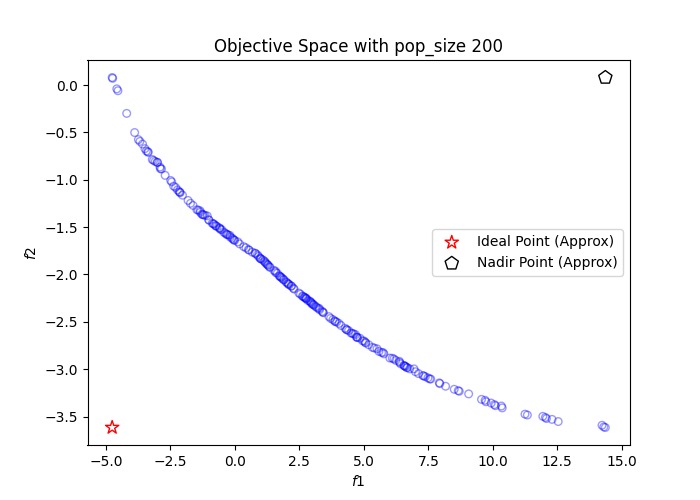 Objective Space with pop_size 200
0.0
−0.5
−1.0
−1.5
−2.0
−2.5
−3.0
−3.5
f2
Ideal Point (Approx)
Nadir Point (Approx)
−5.0 −2.5 0.0 2.5 5.0 7.5 10.0 12.5 15.0
f1